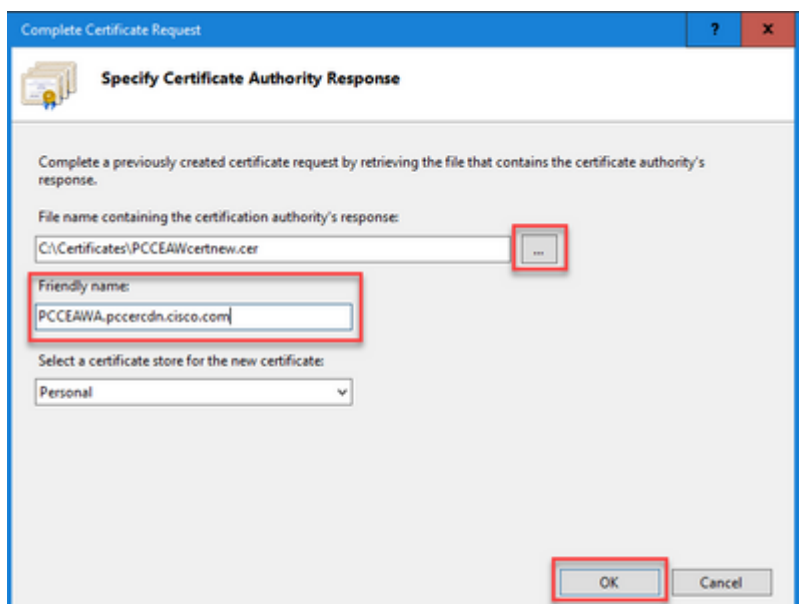 Complete Certificate Request
? x
Specify Certificate Authority Response
Complete a previously created certificate request by retrieving the file that contains the certificate authority's
response.
File name containing the certification authority's response:
C:\Certificates\PCCEAWcertnew.cer
...
Friendly name:
PCCEAWA.pccercdn.cisco.com
Select a certificate store for the new certificate:
Personal
OK Cancel